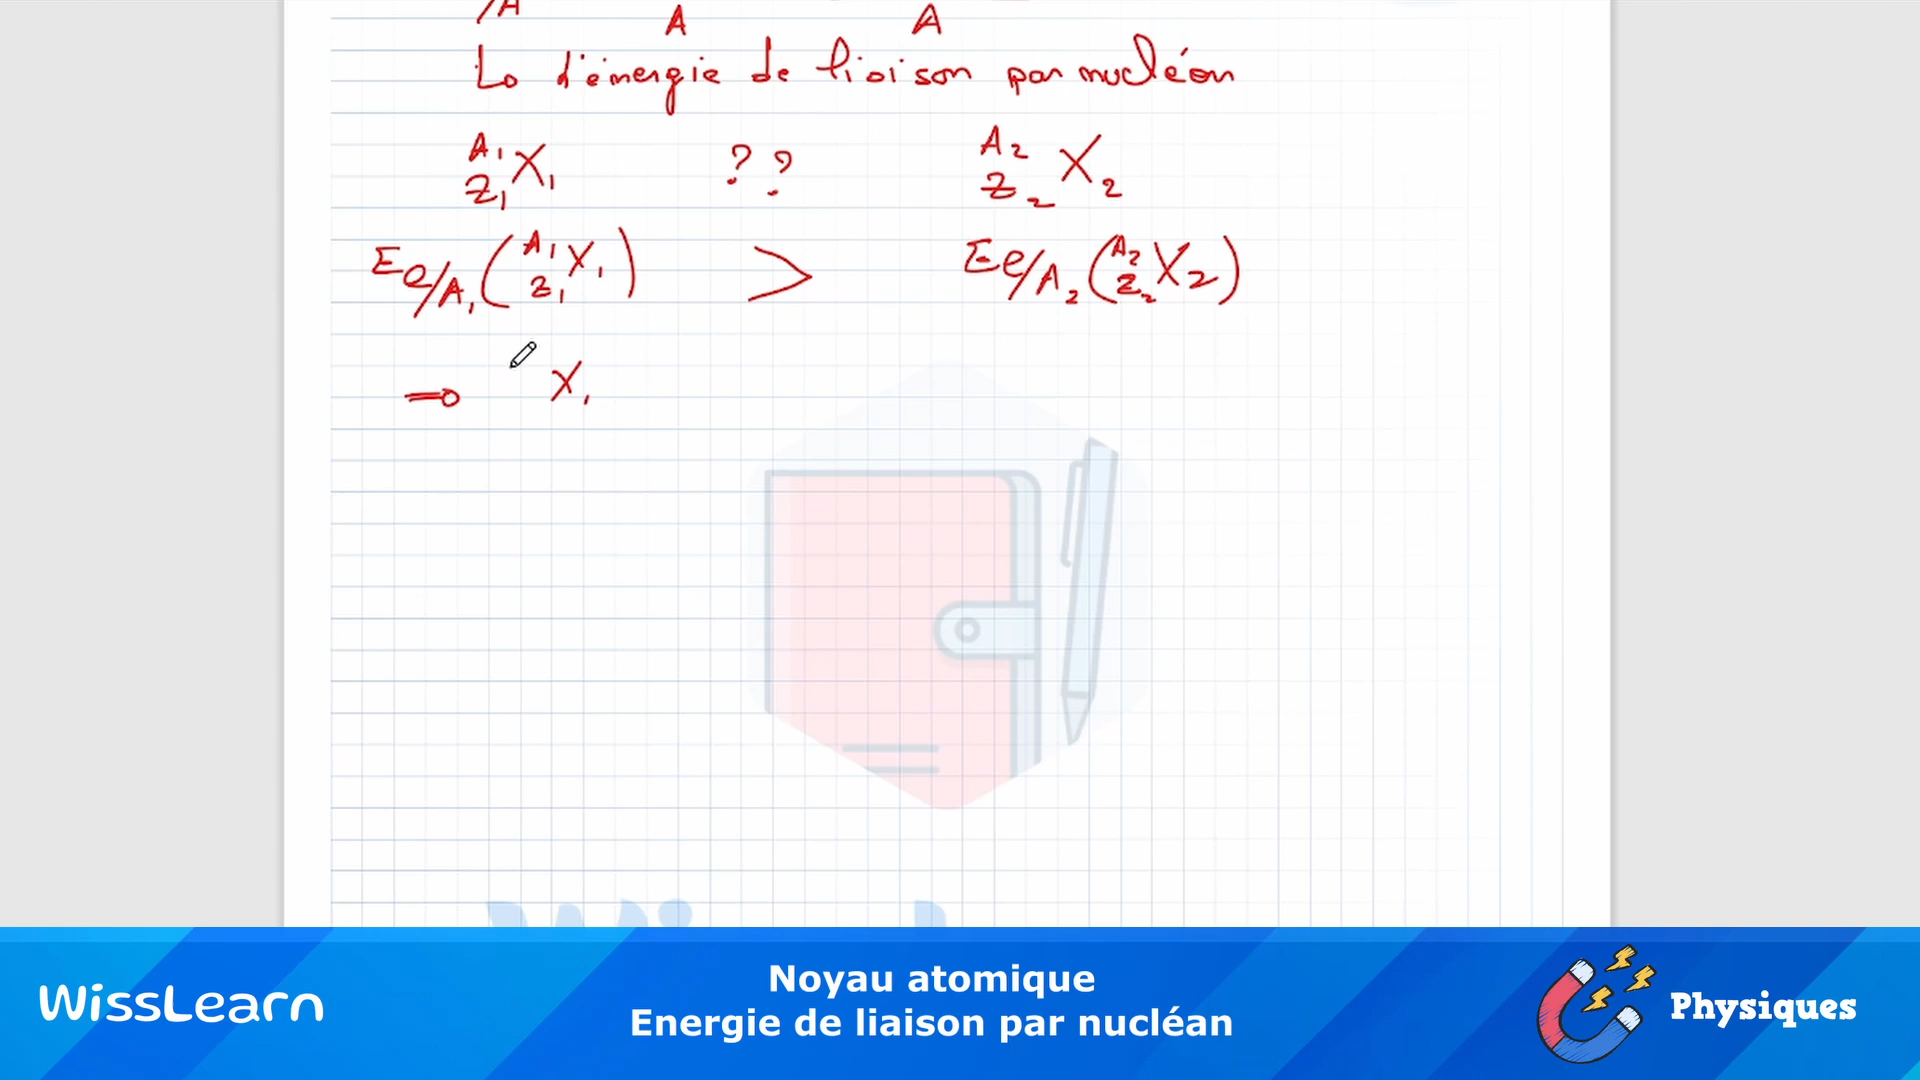 /A A A
Lo d'énergie de liaison par nucléon
A₁ Z₁ X₁ ?? A₂ Z₂ X₂
Eℓ/A₁ (A₁ Z₁ X₁) > Eℓ/A₂ (A₂ Z₂ X₂)
⇒ X₁
WissLearn
Noyau atomique
Energie de liaison par nucléan
Physiques